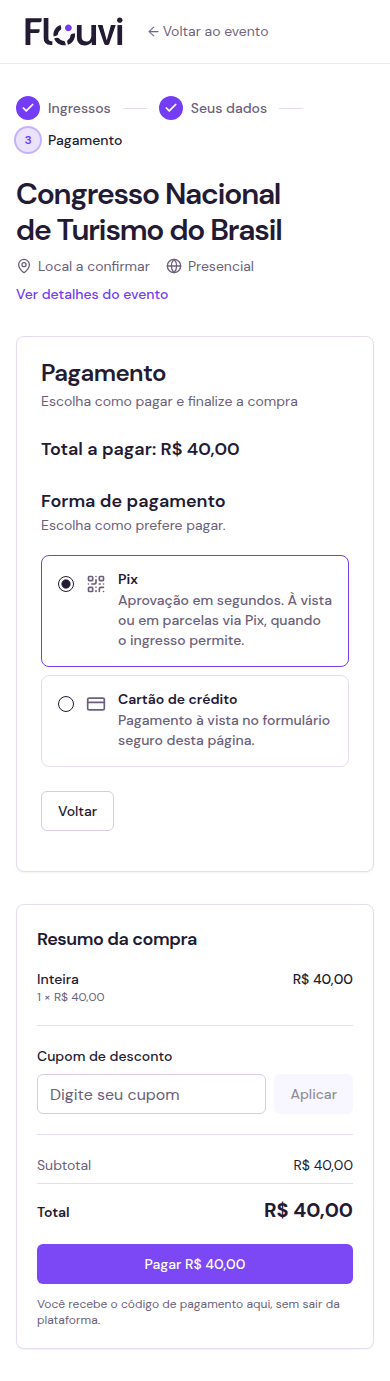 Flouvi
← Voltar ao evento
Ingressos
Seus dados
3 Pagamento
Congresso Nacional
de Turismo do Brasil
Local a confirmar
Presencial
Ver detalhes do evento
Pagamento
Escolha como pagar e finalize a compra
Total a pagar: R$ 40,00
Forma de pagamento
Escolha como prefere pagar.
Pix
Aprovação em segundos. À vista
ou em parcelas via Pix, quando
o ingresso permite.
Cartão de crédito
Pagamento à vista no formulário
seguro desta página.
Voltar
Resumo da compra
Inteira R$ 40,00
1 × R$ 40,00
Cupom de desconto
Digite seu cupom
Aplicar
Subtotal R$ 40,00
Total R$ 40,00
Pagar R$ 40,00
Você recebe o código de pagamento aqui, sem sair da
plataforma.